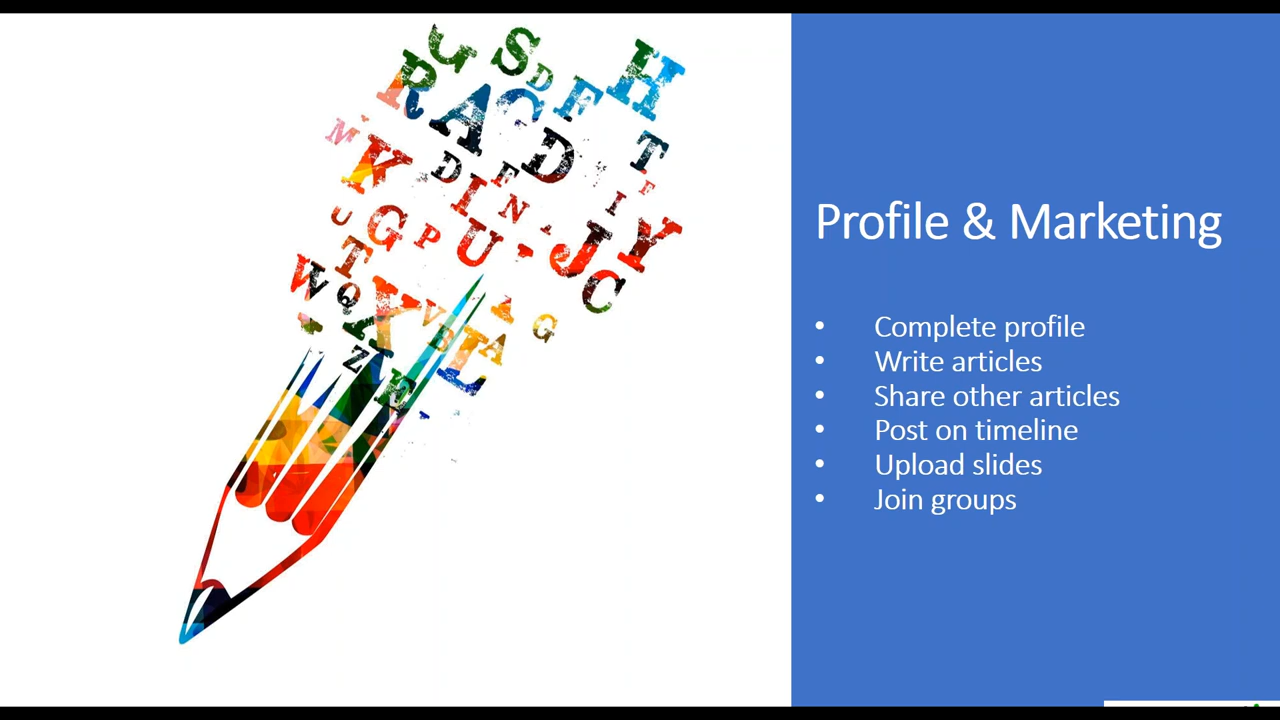 Profile & Marketing
• Complete profile
• Write articles
• Share other articles
• Post on timeline
• Upload slides
• Join groups